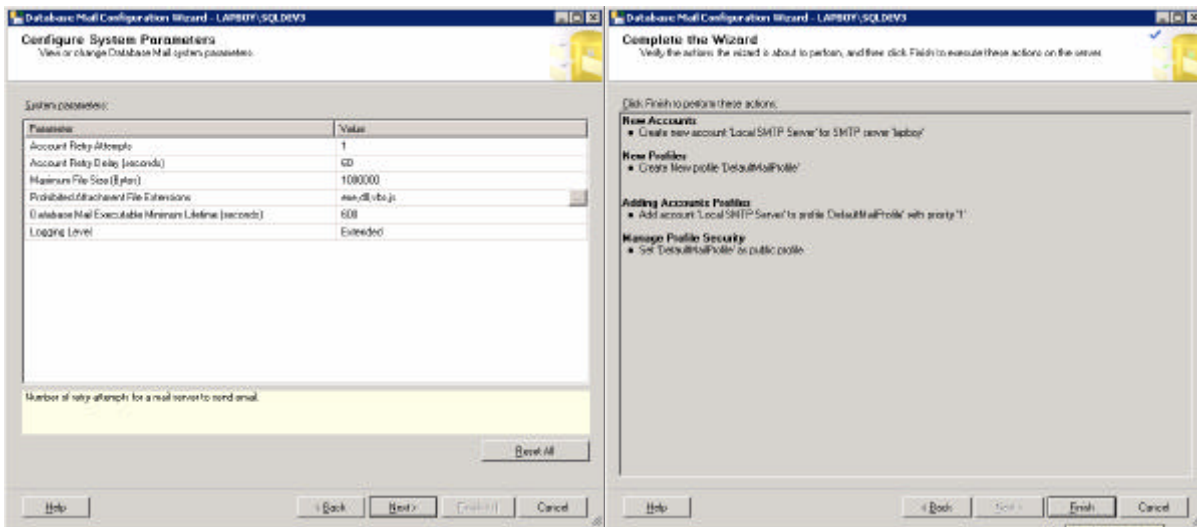 Database Mail Configuration Wizard - LAPBOY\SQLDEV3
Configure System Parameters
View or change Database Mail system parameters.
System parameters:
Parameter Value
Account Retry Attempts 1
Account Retry Delay (seconds) 60
Maximum File Size (Bytes) 1000000
Prohibited Attachment File Extensions exe,dll,vbs,js
Database Mail Executable Minimum Lifetime (seconds) 600
Logging Level Extended
Number of retry attempts for a mail server to send email.
Reset All
Help < Back Next > Cancel
Database Mail Configuration Wizard - LAPBOY\SQLDEV3
Complete the Wizard
Verify the actions the wizard is about to perform, and then click Finish to execute these actions on the server.
Click Finish to perform these actions:
New Accounts
• Create new account 'Local SMTP Server' for SMTP server 'lapboy'
New Profiles
• Create New profile 'DefaultMailProfile'
Adding Accounts Profiles
• Add account 'Local SMTP Server' to profile 'DefaultMailProfile' with priority '1'
Manage Profile Security
• Set 'DefaultMailProfile' as public profile
Help < Back Next > Finish Cancel